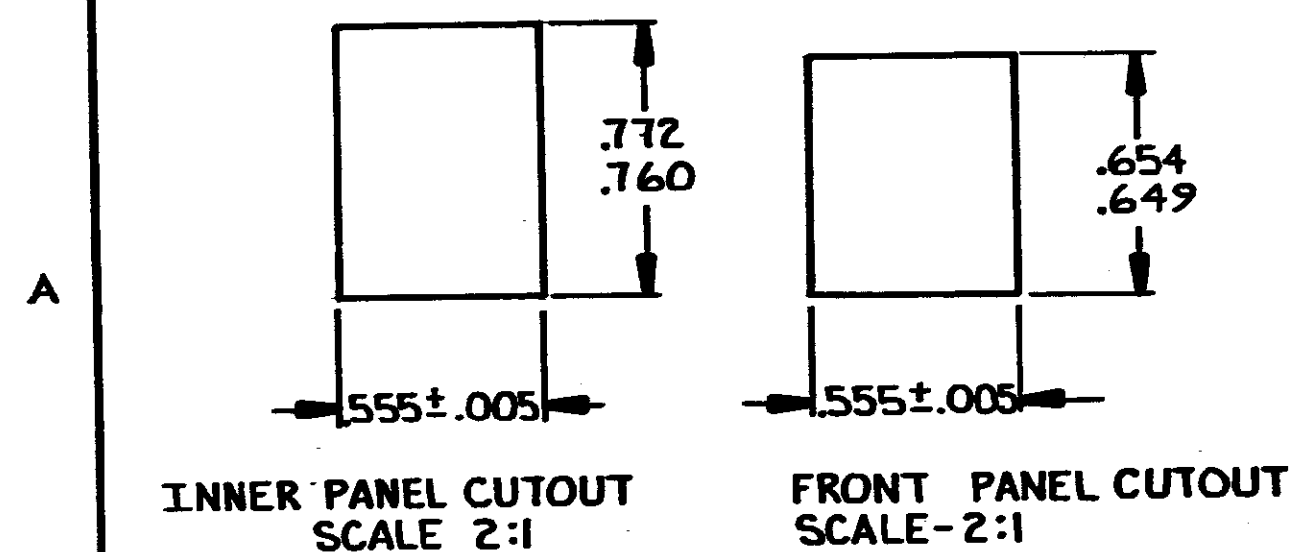 .772
.760
.654
.649
A
.555±.005
.555±.005
INNER PANEL CUTOUT
SCALE 2:1
FRONT PANEL CUTOUT
SCALE-2:1